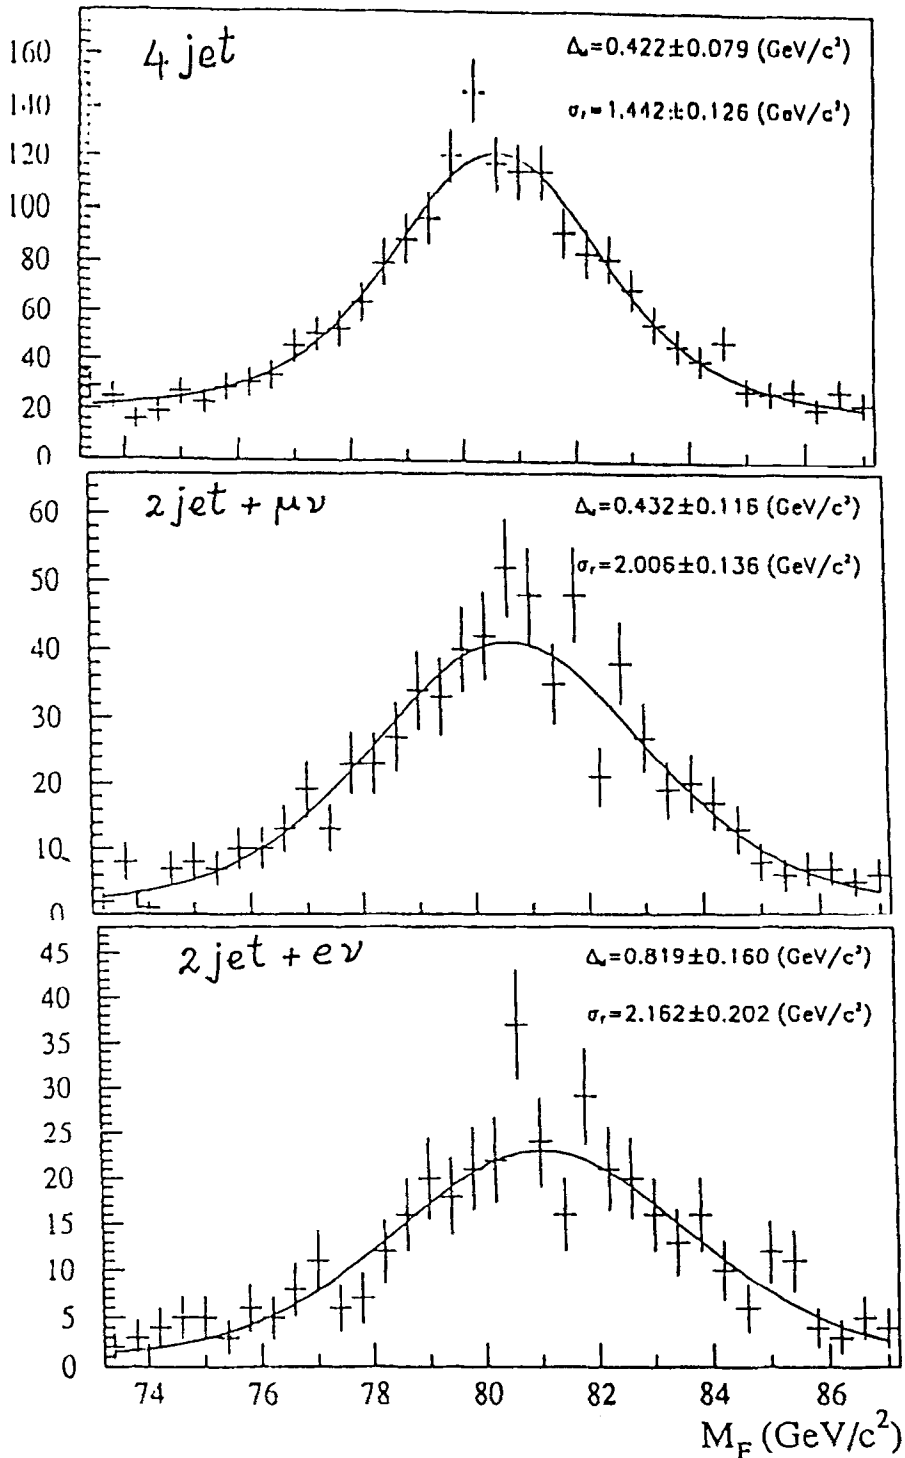 4 jet
Δᵤ=0.422±0.079 (GeV/c²)
σᵣ=1.442±0.126 (GeV/c²)
160
140
120
100
80
60
40
20
0
2 jet + μν
Δᵤ=0.432±0.116 (GeV/c²)
σᵣ=2.006±0.136 (GeV/c²)
60
50
40
30
20
10
0
2 jet + eν
Δᵤ=0.819±0.160 (GeV/c²)
σᵣ=2.162±0.202 (GeV/c²)
45
40
35
30
25
20
15
10
5
0
74 76 78 80 82 84 86
M_F (GeV/c²)